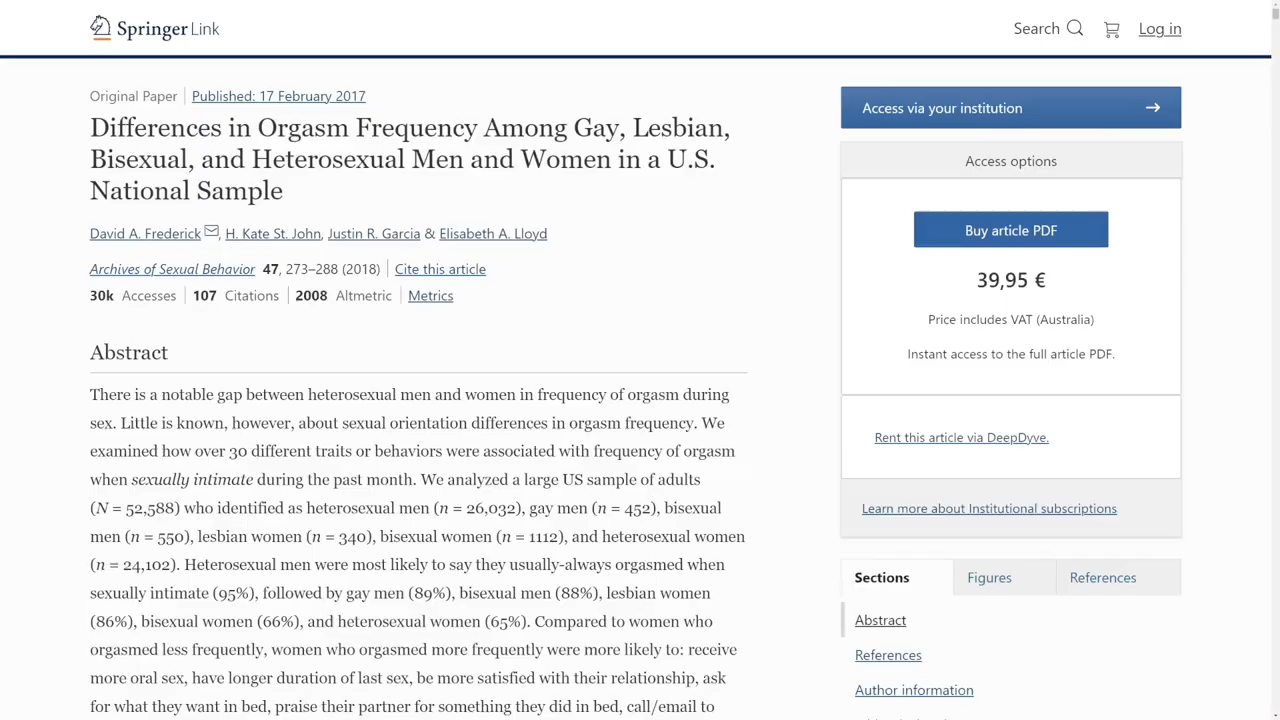 Springer Link
Search
Log in
Original Paper Published: 17 February 2017
Differences in Orgasm Frequency Among Gay, Lesbian,
Bisexual, and Heterosexual Men and Women in a U.S.
National Sample
David A. Frederick, H. Kate St. John, Justin R. Garcia & Elisabeth A. Lloyd
Archives of Sexual Behavior 47, 273–288 (2018) Cite this article
30k Accesses 107 Citations 2008 Altmetric Metrics
Abstract
There is a notable gap between heterosexual men and women in frequency of orgasm during
sex. Little is known, however, about sexual orientation differences in orgasm frequency. We
examined how over 30 different traits or behaviors were associated with frequency of orgasm
when sexually intimate during the past month. We analyzed a large US sample of adults
(N = 52,588) who identified as heterosexual men (n = 26,032), gay men (n = 452), bisexual
men (n = 550), lesbian women (n = 340), bisexual women (n = 1112), and heterosexual women
(n = 24,102). Heterosexual men were most likely to say they usually-always orgasmed when
sexually intimate (95%), followed by gay men (89%), bisexual men (88%), lesbian women
(86%), bisexual women (66%), and heterosexual women (65%). Compared to women who
orgasmed less frequently, women who orgasmed more frequently were more likely to: receive
more oral sex, have longer duration of last sex, be more satisfied with their relationship, ask
for what they want in bed, praise their partner for something they did in bed, call/email to
Access via your institution
Access options
Buy article PDF
39,95 €
Price includes VAT (Australia)
Instant access to the full article PDF.
Rent this article via DeepDyve.
Learn more about Institutional subscriptions
Sections Figures References
Abstract
References
Author information